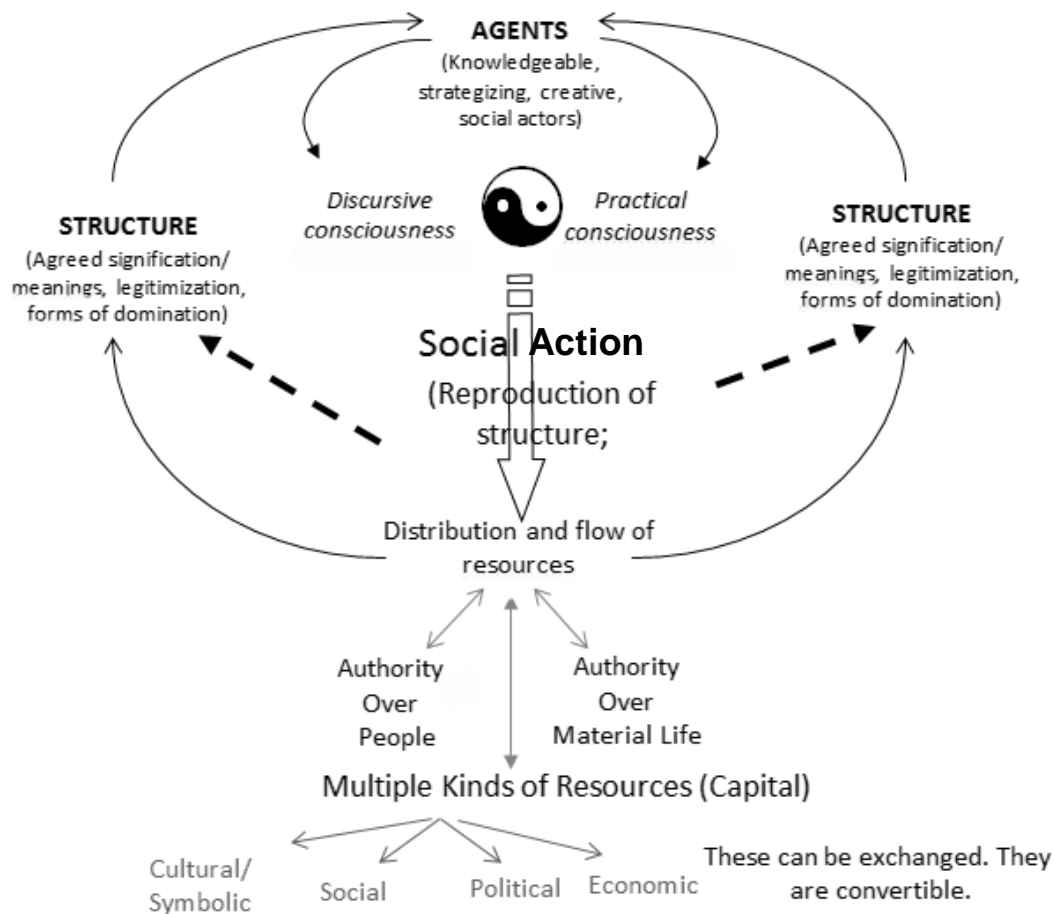 AGENTS
(Knowledgeable,
strategizing, creative,
social actors)
Discursive
consciousness
Practical
consciousness
STRUCTURE
(Agreed signification/
meanings, legitimization,
forms of domination)
STRUCTURE
(Agreed signification/
meanings, legitimization,
forms of domination)
Social Action
(Reproduction of
structure;
Distribution and flow of
resources
Authority
Over
People
Authority
Over
Material Life
Multiple Kinds of Resources (Capital)
Cultural/
Symbolic
Social
Political
Economic
These can be exchanged. They
are convertible.